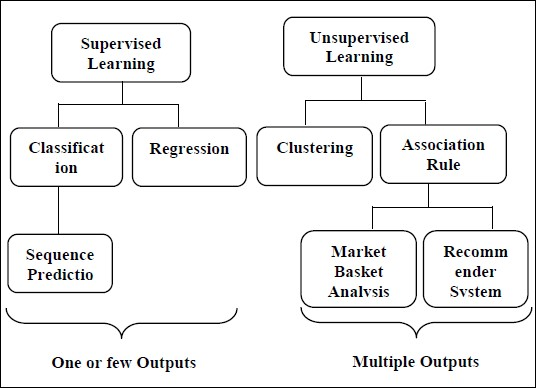 Supervised
Learning
Unsupervised
Learning
Classificat
ion
Regression
Clustering
Association
Rule
Sequence
Predictio
Market
Basket
Analysis
Recomm
ender
System
One or few Outputs
Multiple Outputs